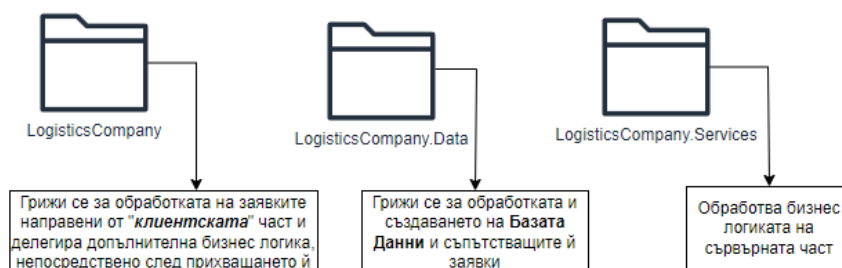 LogisticsCompany
LogisticsCompany.Data
LogisticsCompany.Services
Грижи се за обработката на заявките
направени от "клиентската" част и
делегира допълнителна бизнес логика,
непосредствено след прихващането й
Грижи се за обработката и
създаването на Базата
Данни и съпътстващите й
заявки
Обработва бизнес
логиката на
сървърната част